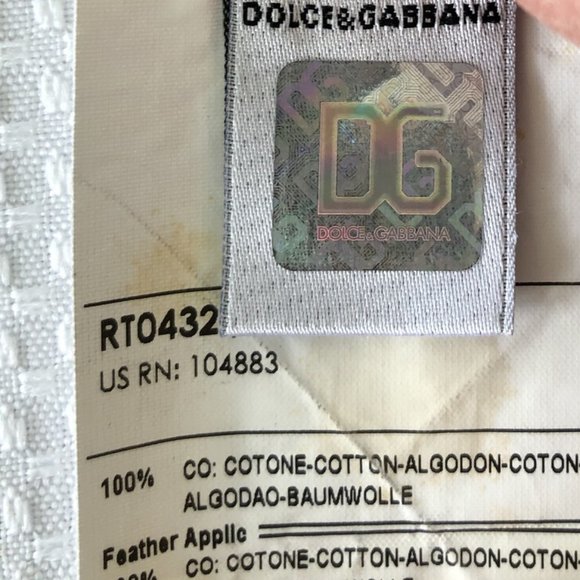 DOLCE&GABBANA
DG
DOLCE&GABBANA
RT0432
US RN: 104883
100% CO: COTONE-COTTON-ALGODON-COTON-
ALGODAO-BAUMWOLLE
Feather Applic
CO: COTONE-COTTON-ALGODON-COTON-